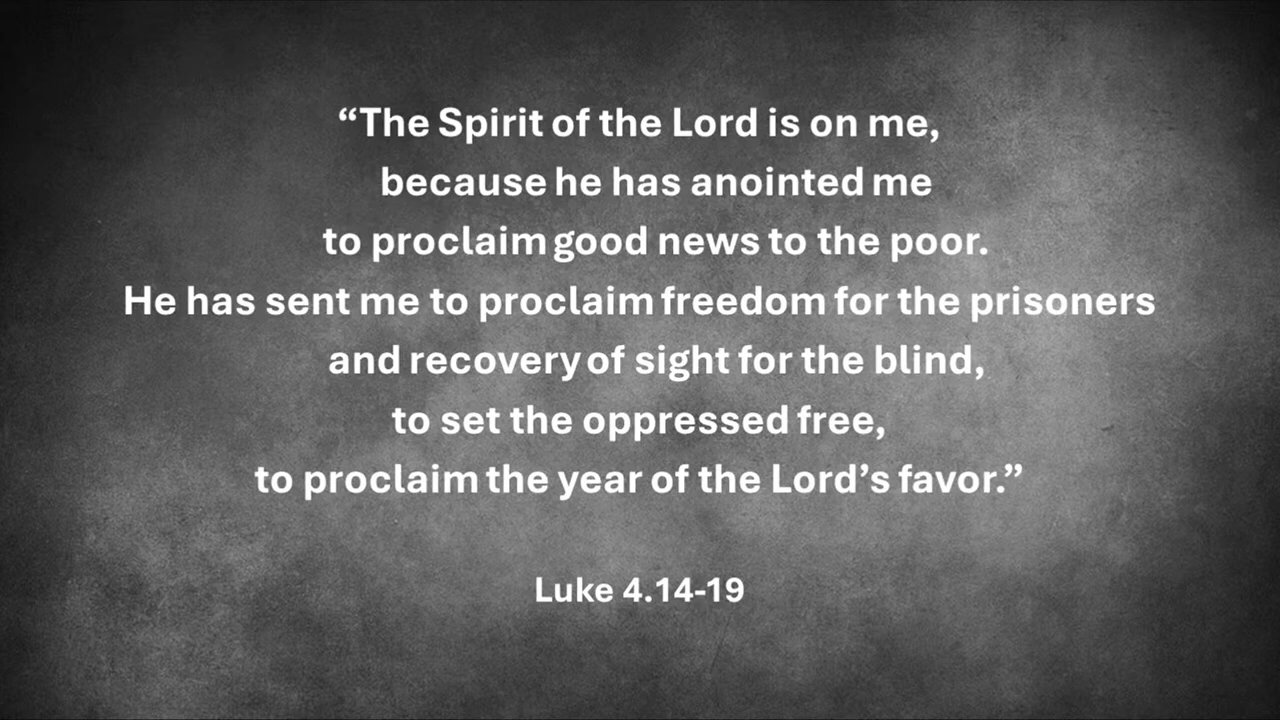 “The Spirit of the Lord is on me,
because he has anointed me
to proclaim good news to the poor.
He has sent me to proclaim freedom for the prisoners
and recovery of sight for the blind,
to set the oppressed free,
to proclaim the year of the Lord’s favor.”
Luke 4.14-19